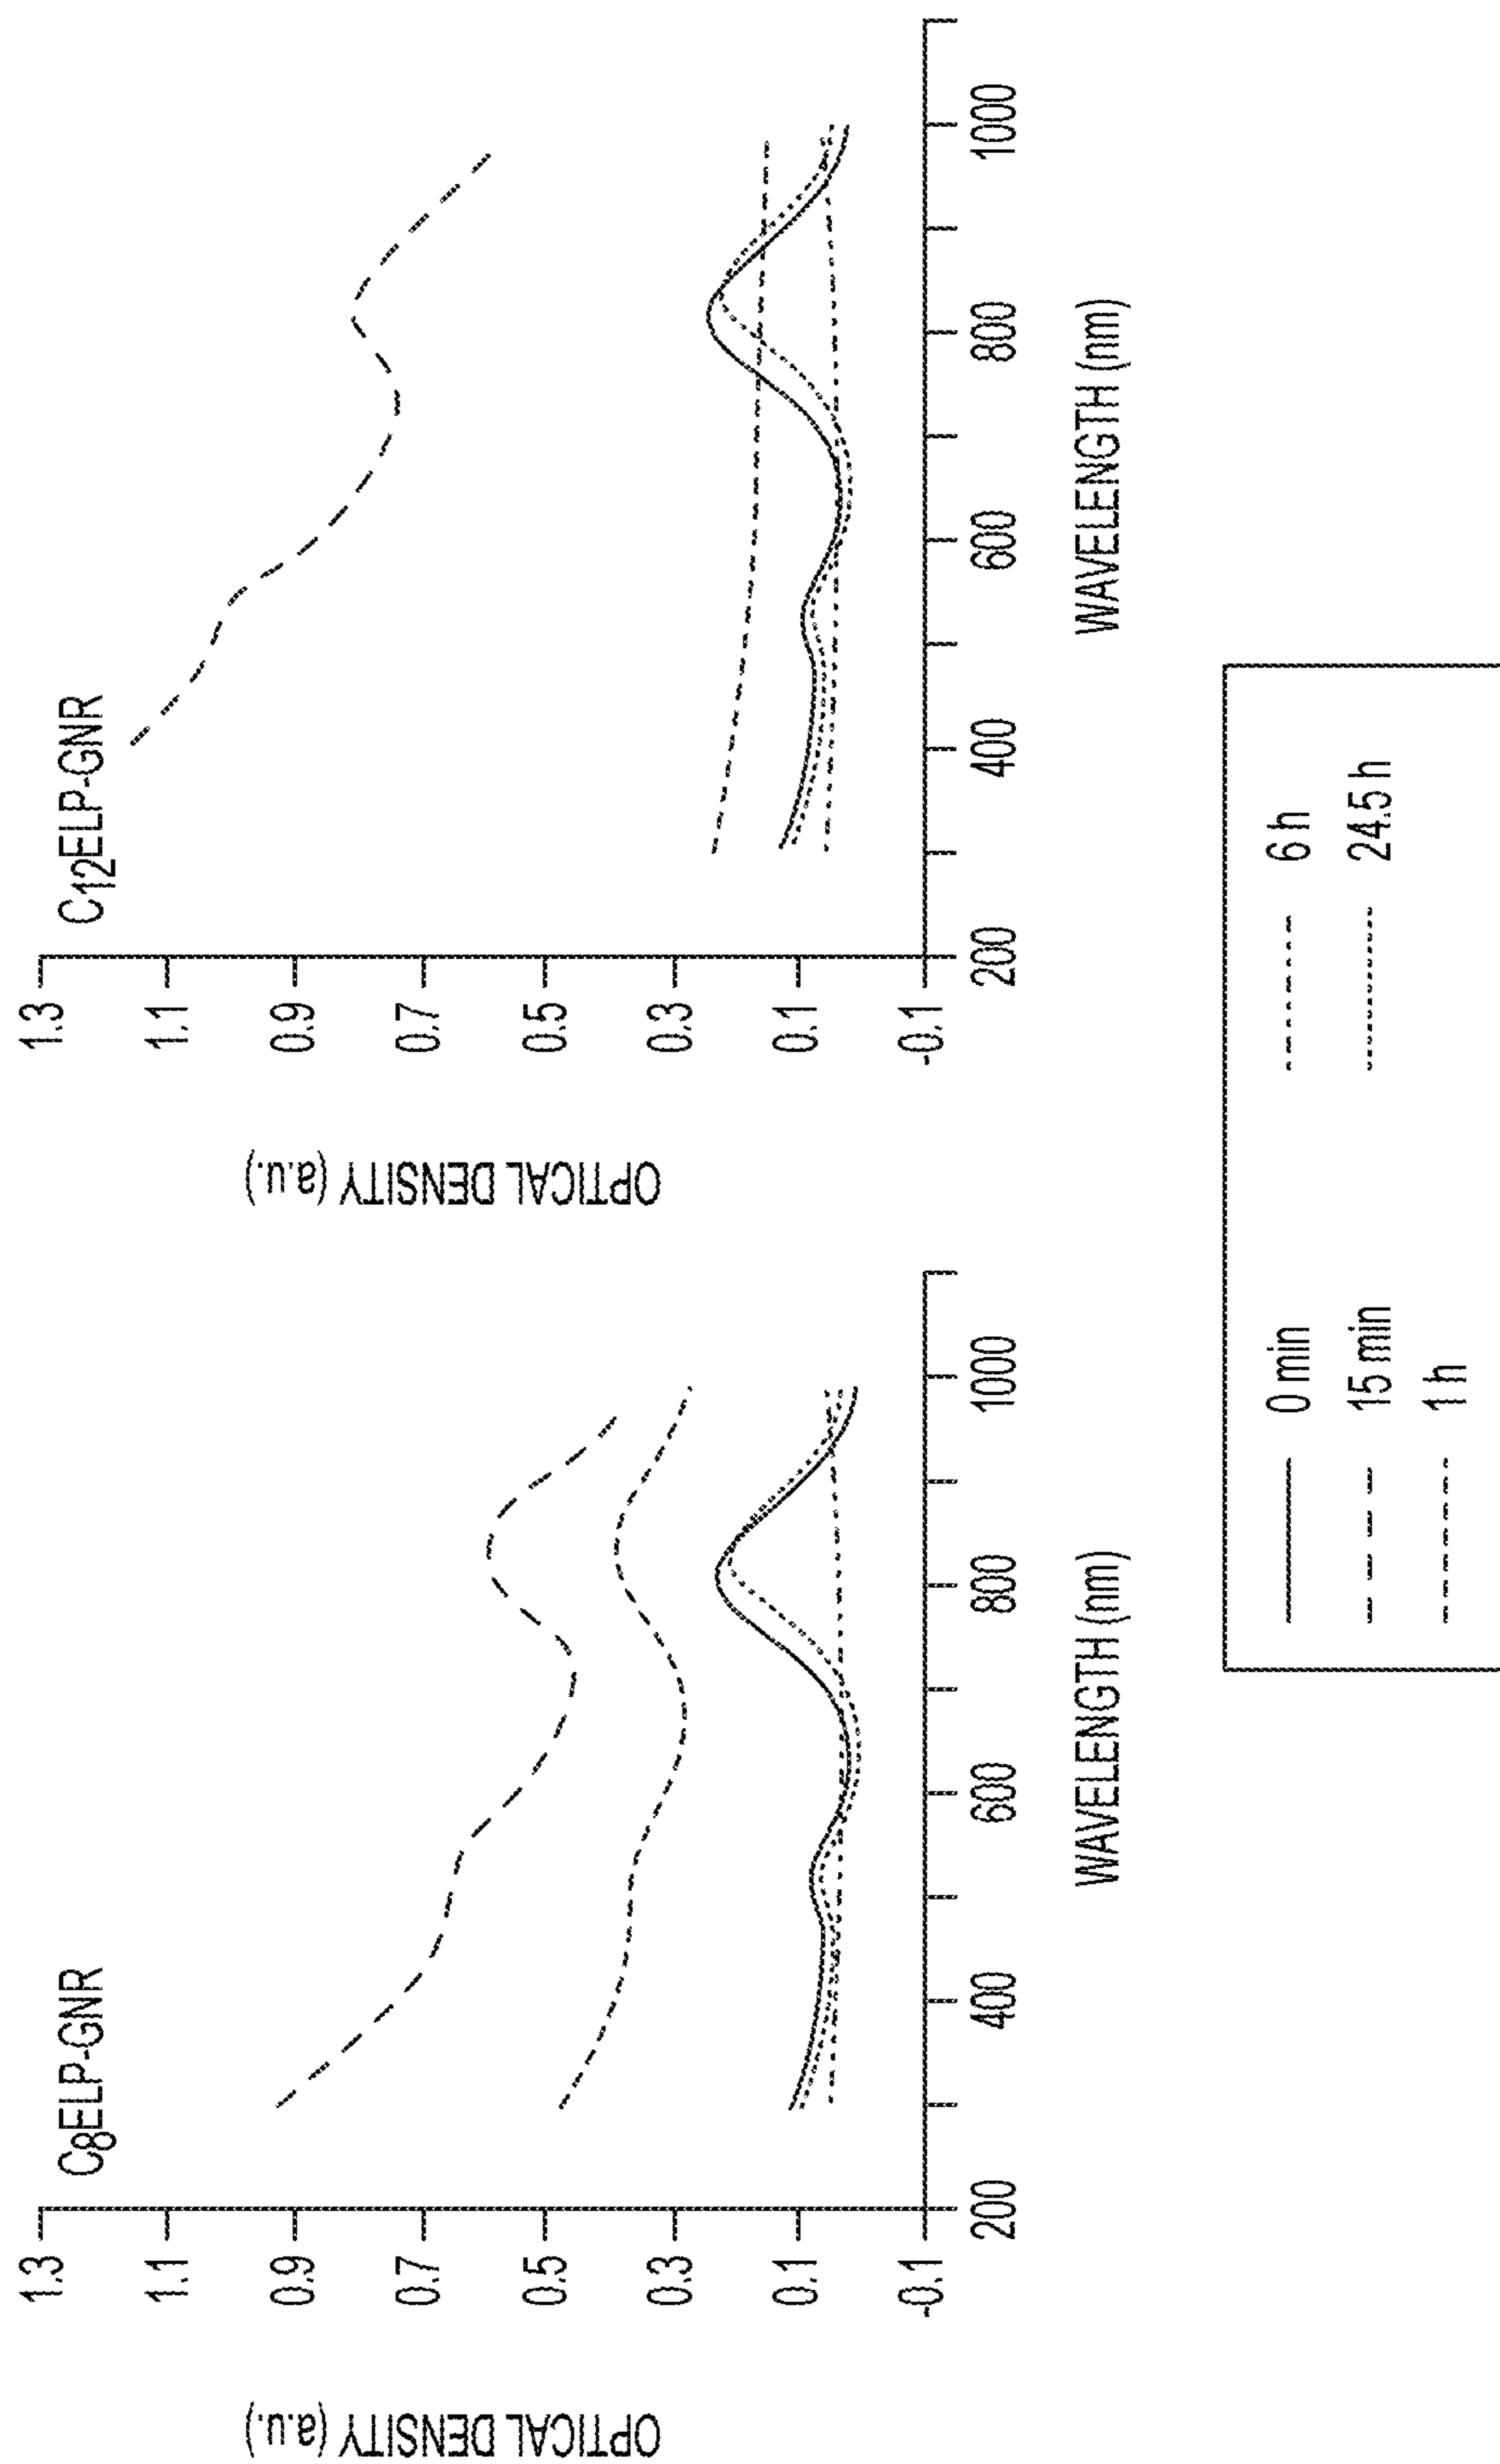 C8ELP-GNR
OPTICAL DENSITY (a.u.)
1.3
1.1
0.9
0.7
0.5
0.3
0.1
-0.1
200
400
600
800
1000
WAVELENGTH (nm)
C12ELP-GNR
OPTICAL DENSITY (a.u.)
1.3
1.1
0.9
0.7
0.5
0.3
0.1
-0.1
200
400
600
800
1000
WAVELENGTH (nm)
0 min
15 min
1 h
6 h
24.5 h